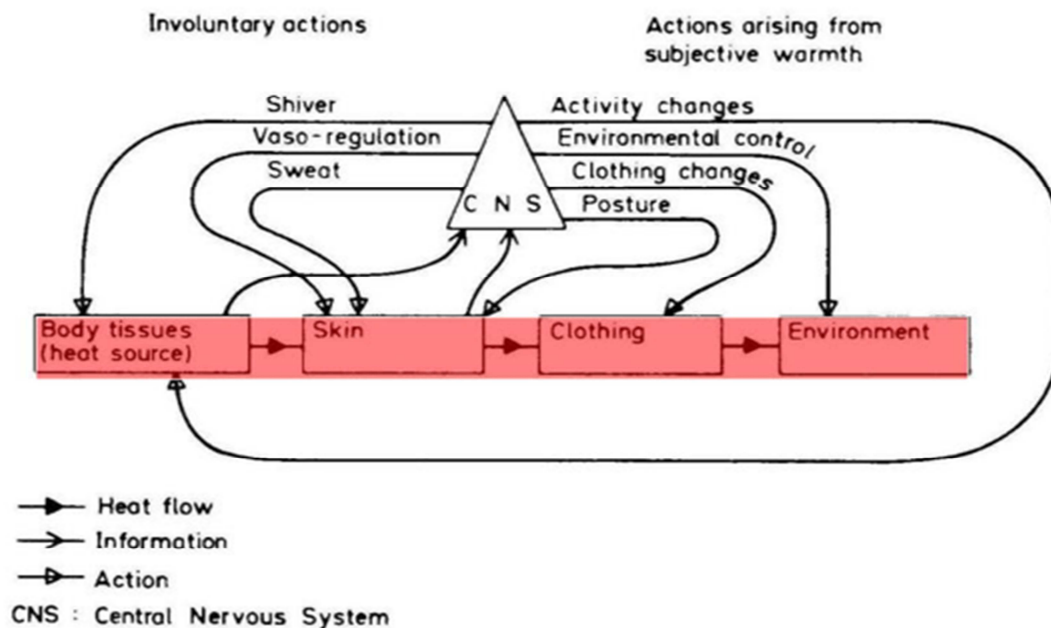 Involuntary actions
Actions arising from
subjective warmth
Shiver
Activity changes
Vaso-regulation
Environmental control
Sweat
Clothing changes
C N S
Posture
Body tissues
(heat source)
Skin
Clothing
Environment
Heat flow
Information
Action
CNS : Central Nervous System